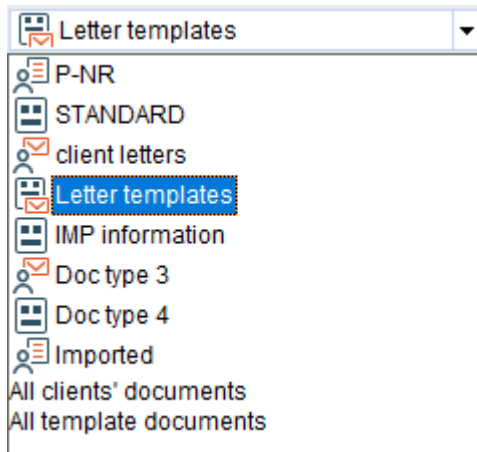 Letter templates
P-NR
STANDARD
client letters
Letter templates
IMP information
Doc type 3
Doc type 4
Imported
All clients' documents
All template documents